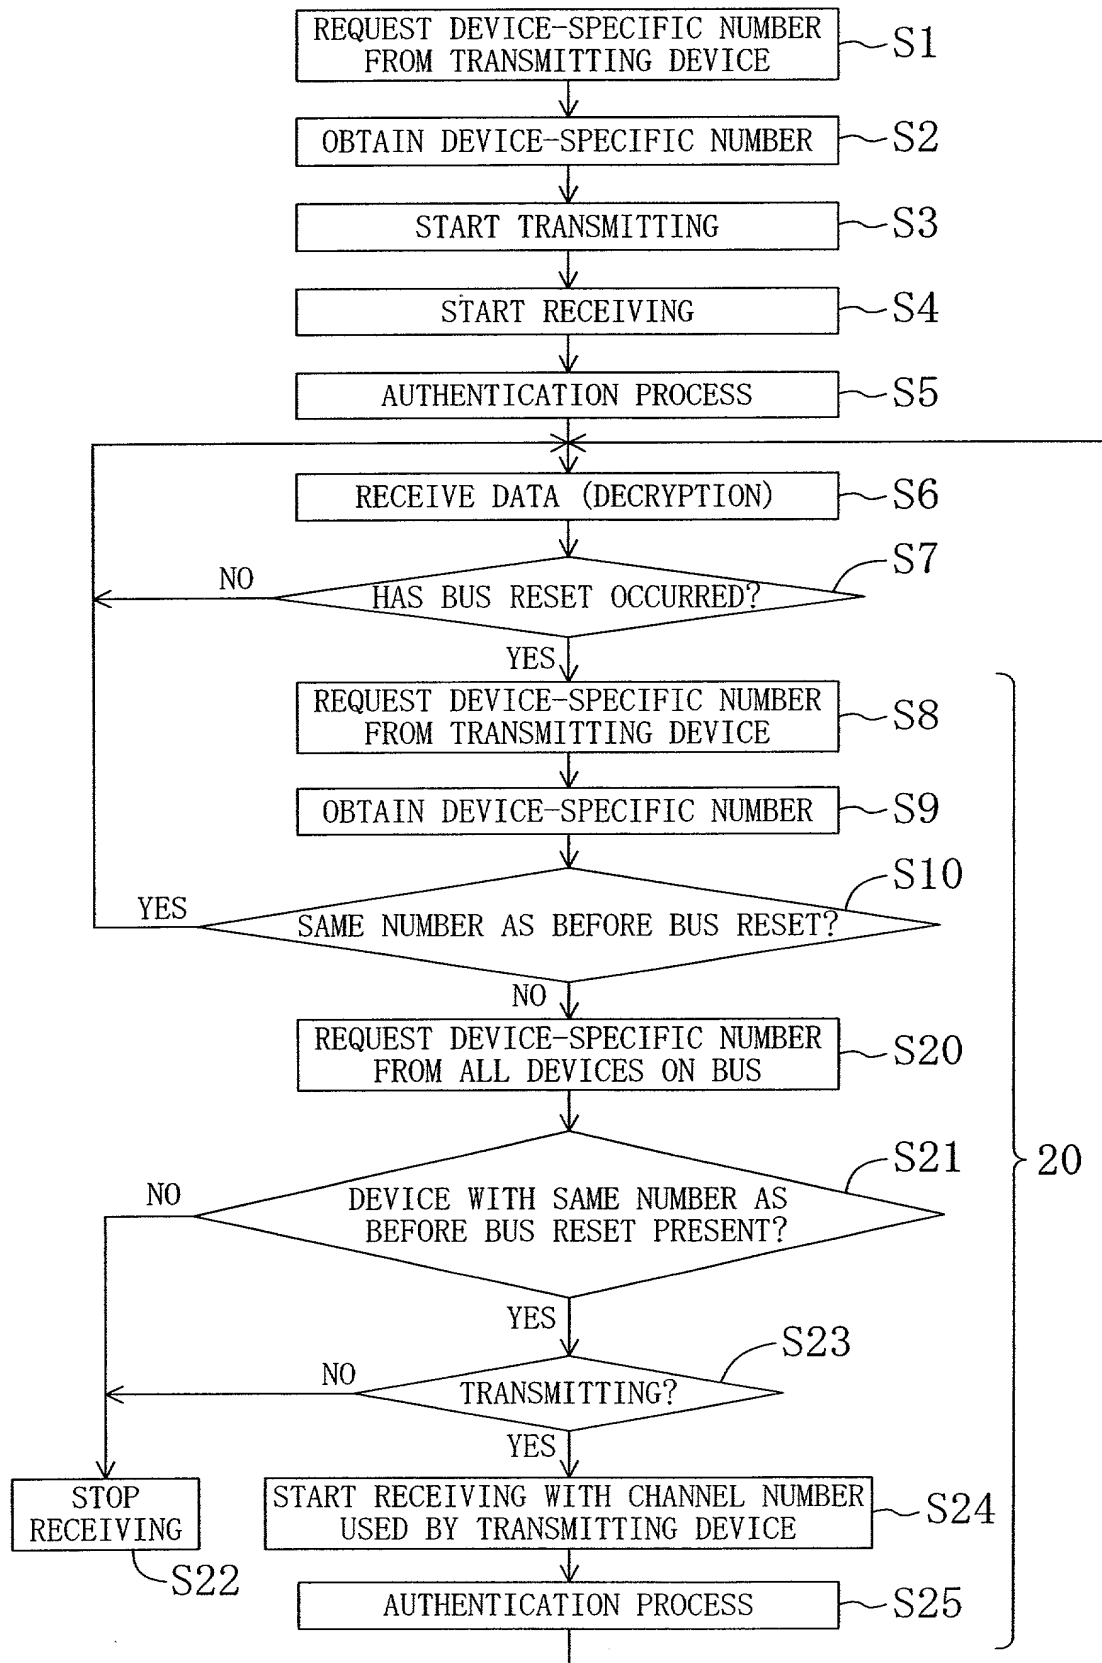 REQUEST DEVICE-SPECIFIC NUMBER
FROM TRANSMITTING DEVICE
S1
OBTAIN DEVICE-SPECIFIC NUMBER
S2
START TRANSMITTING
S3
START RECEIVING
S4
AUTHENTICATION PROCESS
S5
RECEIVE DATA (DECRYPTION)
S6
S7
NO
HAS BUS RESET OCCURRED?
YES
REQUEST DEVICE-SPECIFIC NUMBER
FROM TRANSMITTING DEVICE
S8
OBTAIN DEVICE-SPECIFIC NUMBER
S9
S10
YES
SAME NUMBER AS BEFORE BUS RESET?
NO
REQUEST DEVICE-SPECIFIC NUMBER
FROM ALL DEVICES ON BUS
S20
S21
20
NO
DEVICE WITH SAME NUMBER AS
BEFORE BUS RESET PRESENT?
YES
S23
NO
TRANSMITTING?
YES
STOP
RECEIVING
S22
START RECEIVING WITH CHANNEL NUMBER
USED BY TRANSMITTING DEVICE
S24
AUTHENTICATION PROCESS
S25